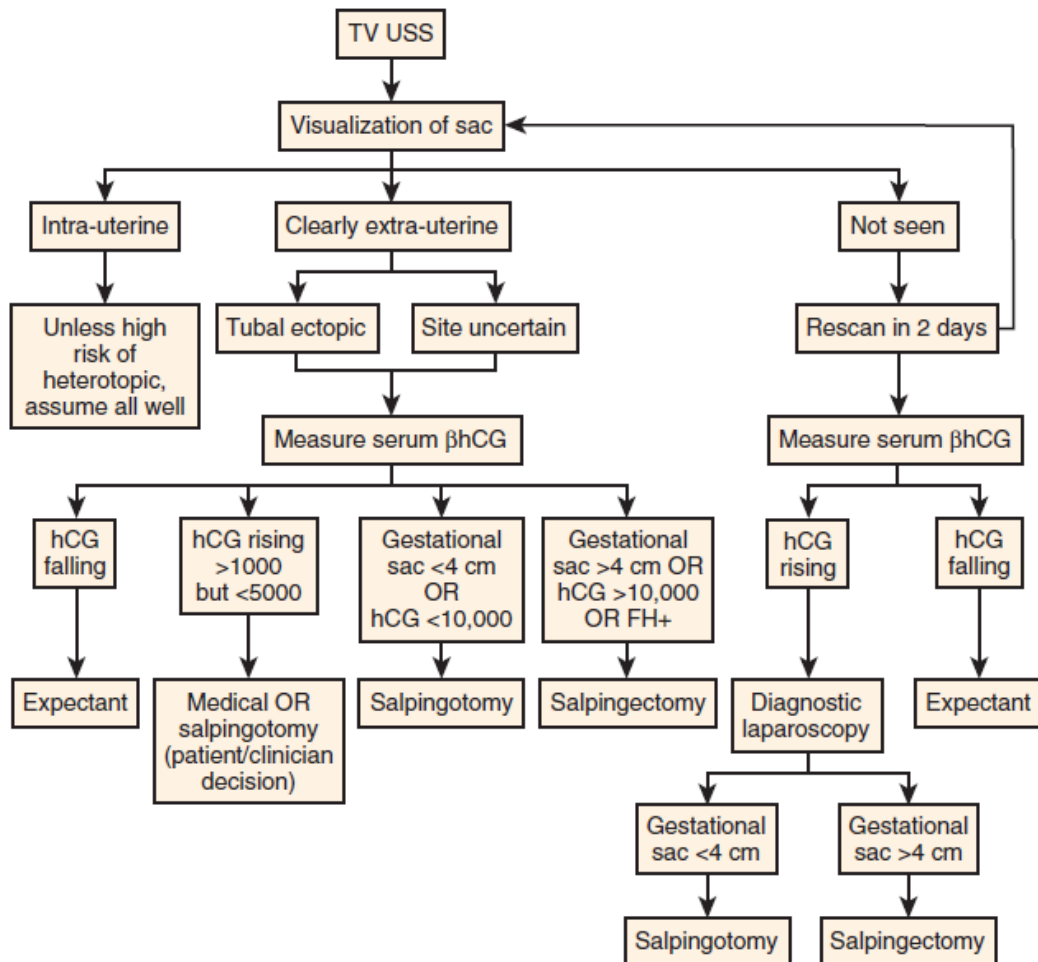 TV USS
Visualization of sac
Intra-uterine
Clearly extra-uterine
Not seen
Unless high
risk of
heterotopic,
assume all well
Tubal ectopic
Site uncertain
Rescan in 2 days
Measure serum βhCG
Measure serum βhCG
hCG
falling
hCG rising
>1000
but <5000
Gestational
sac <4 cm
OR
hCG <10,000
Gestational
sac >4 cm OR
hCG >10,000
OR FH+
hCG
rising
hCG
falling
Expectant
Medical OR
salpingotomy
(patient/clinician
decision)
Salpingotomy
Salpingectomy
Diagnostic
laparoscopy
Expectant
Gestational
sac <4 cm
Gestational
sac >4 cm
Salpingotomy
Salpingectomy